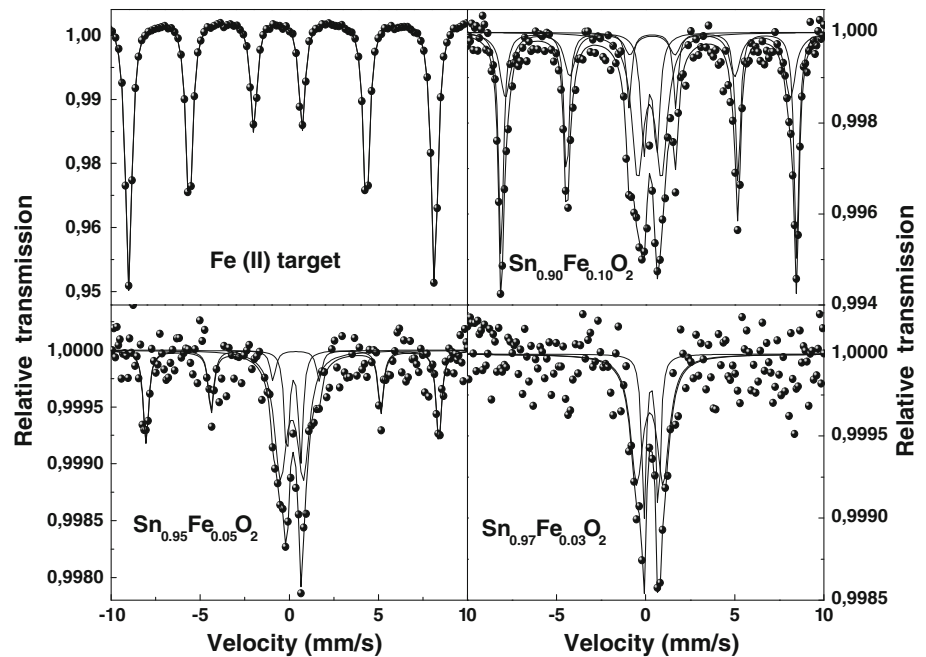 1,00
0,99
0,98
0,97
0,96
0,95
Fe (II) target
1,000
0,998
0,996
0,994
Sn0.90Fe0.10O2
Relative transmission
Relative transmission
1,0000
0,9995
0,9990
0,9985
0,9980
Sn0.95Fe0.05O2
1,0000
0,9995
0,9990
0,9985
Sn0.97Fe0.03O2
-10 -5 0 5 10
-5 0 5 10
Velocity (mm/s)
Velocity (mm/s)